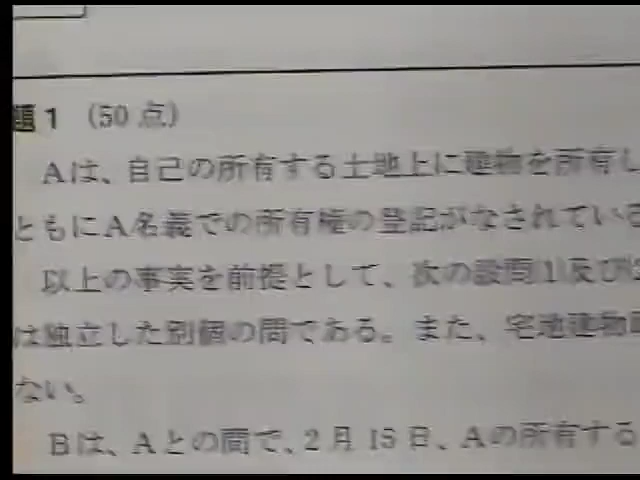 題1 (50点)
Aは、自己の所有する土地上に建物を所有し
ともにA名義での所有権の登記がなされている
以上の事実を前提として、次の設問(1)及び
は独立した別個の問である。また、宅地建物
ない。
Bは、Aとの間で、2月15日、Aの所有する